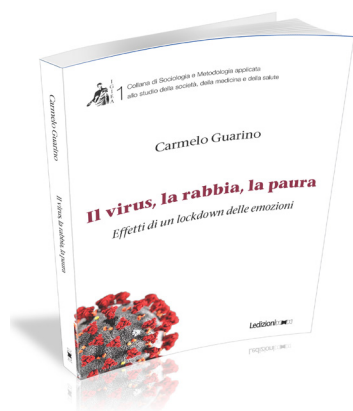 1 Collana di Sociologia e Metodologia applicata
allo studio della società, della medicina e della salute
Carmelo Guarino
Il virus, la rabbia, la paura
Effetti di un lockdown delle emozioni
Ledizioni
Carmelo Guarino
Il virus, la rabbia, la paura